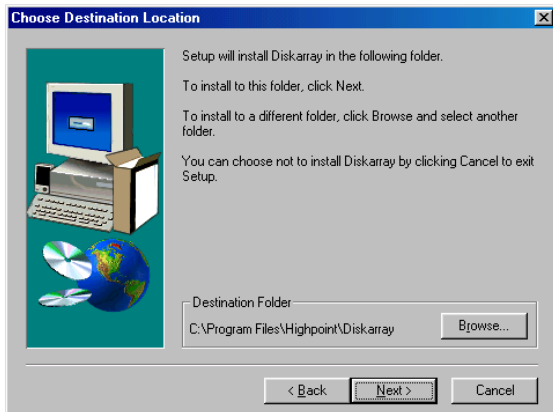 Choose Destination Location
Setup will install Diskarray in the following folder.
To install to this folder, click Next.
To install to a different folder, click Browse and select another
folder.
You can choose not to install Diskarray by clicking Cancel to exit
Setup.
Destination Folder
C:\Program Files\Highpoint\Diskarray
Browse...
< Back
Next >
Cancel